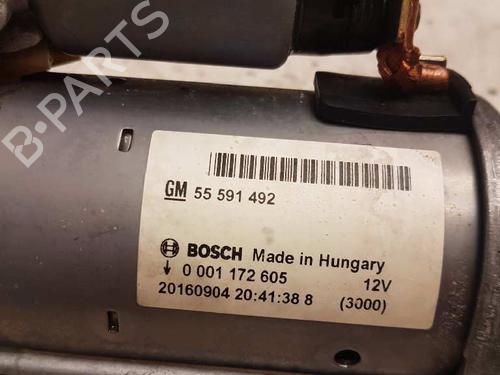 B-PARTS
GM 55 591 492
BOSCH Made in Hungary
0 001 172 605 12V
20160904 20:41:38 8 (3000)